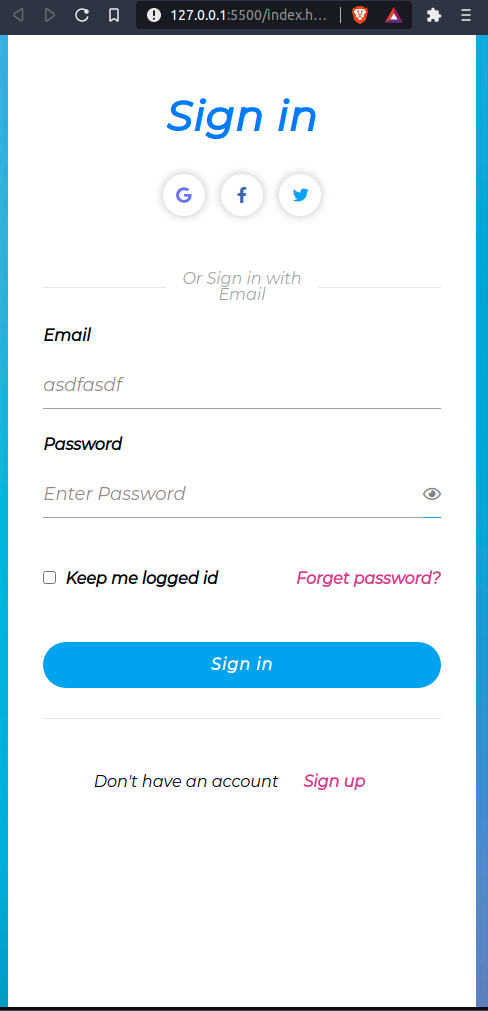 127.0.0.1:5500/index.h...
Sign in
Or Sign in with
Email
Email
asdfasdf
Password
Enter Password
Keep me logged id
Forget password?
Sign in
Don't have an account
Sign up